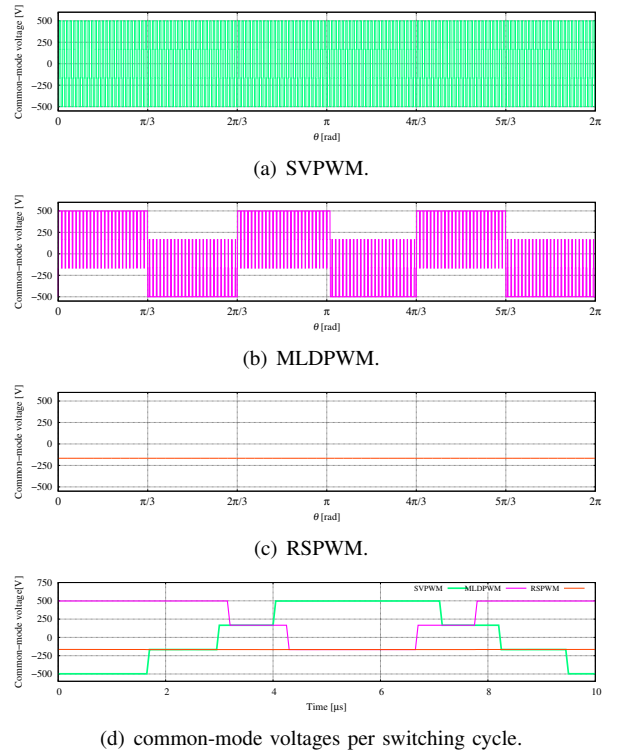 Common−mode voltage [V]
500
250
0
−250
−500
0
π/3
2π/3
π
4π/3
5π/3
2π
θ [rad]
(a) SVPWM.
Common−mode voltage [V]
500
250
0
−250
−500
0
π/3
2π/3
π
4π/3
5π/3
2π
θ [rad]
(b) MLDPWM.
Common−mode voltage [V]
500
250
0
−250
−500
0
π/3
2π/3
π
4π/3
5π/3
2π
θ [rad]
(c) RSPWM.
Common−mode voltage[V]
750
500
250
0
−250
−500
0
2
4
6
8
10
SVPWM
MLDPWM
RSPWM
Time [μs]
(d) common-mode voltages per switching cycle.